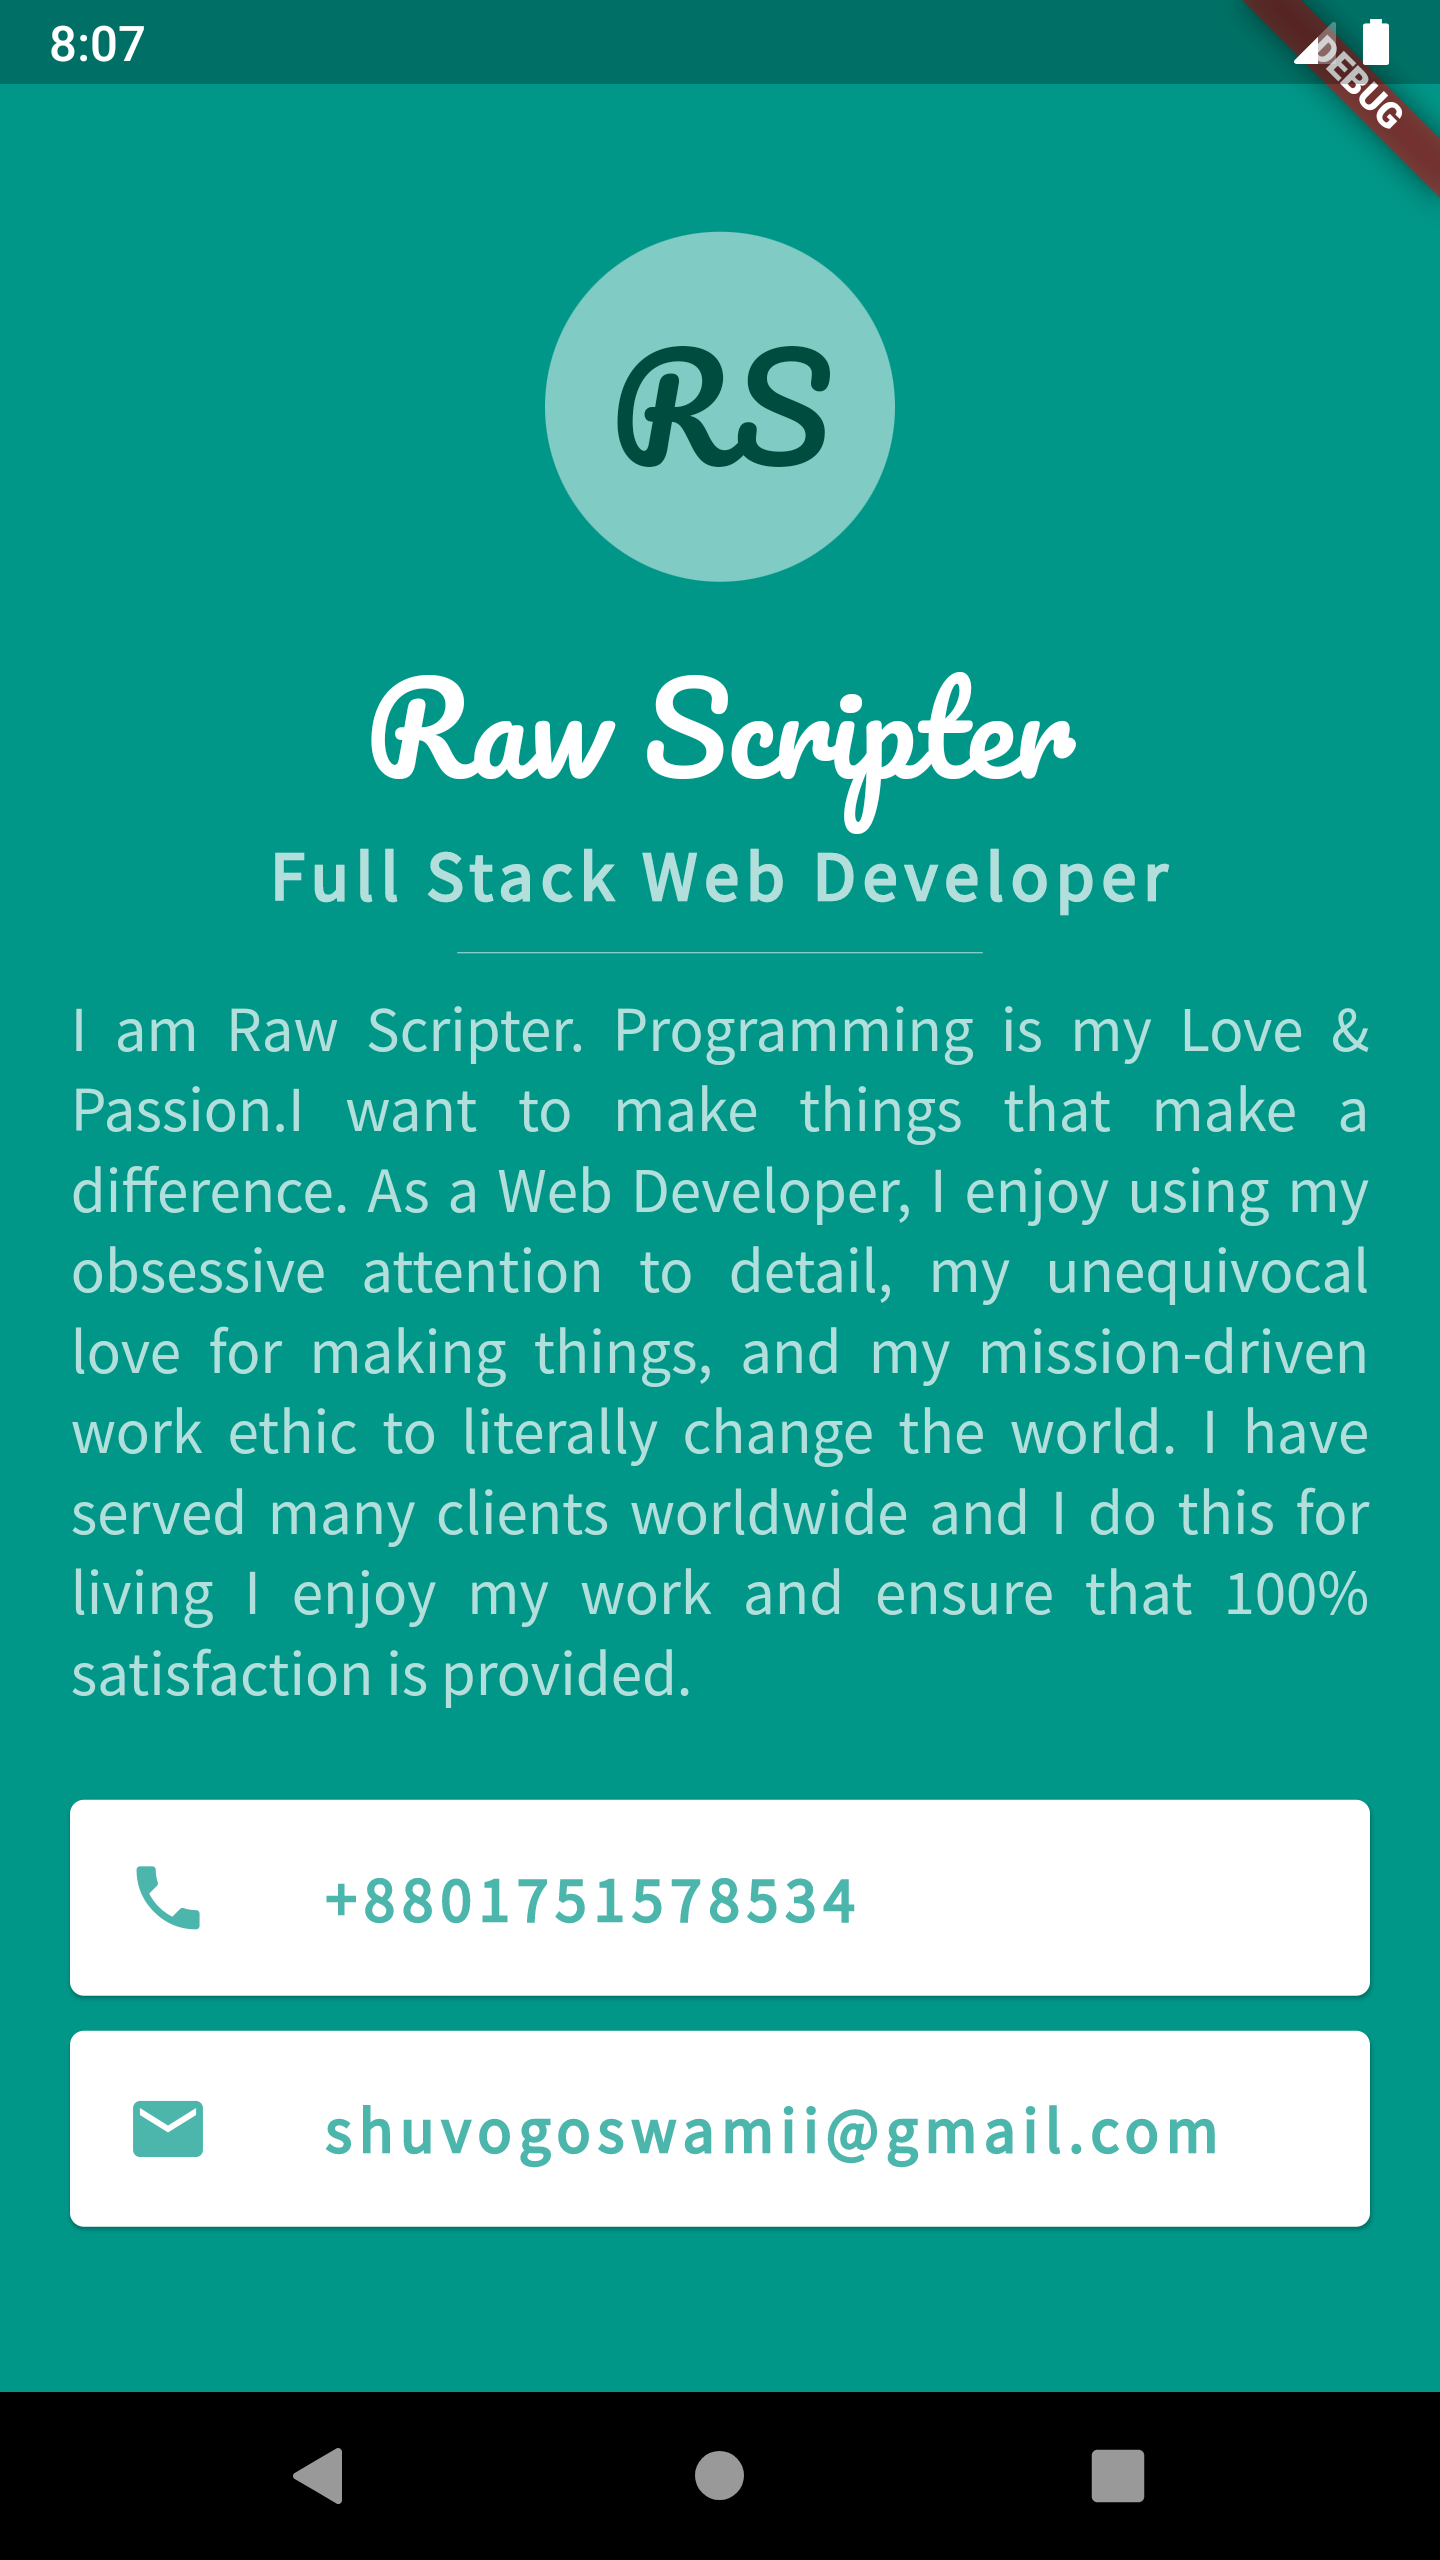 8:07
DEBUG
RS
Raw Scripter
Full Stack Web Developer
I am Raw Scripter. Programming is my Love &
Passion.I want to make things that make a
difference. As a Web Developer, I enjoy using my
obsessive attention to detail, my unequivocal
love for making things, and my mission-driven
work ethic to literally change the world. I have
served many clients worldwide and I do this for
living I enjoy my work and ensure that 100%
satisfaction is provided.
+8801751578534
shuvogoswamii@gmail.com